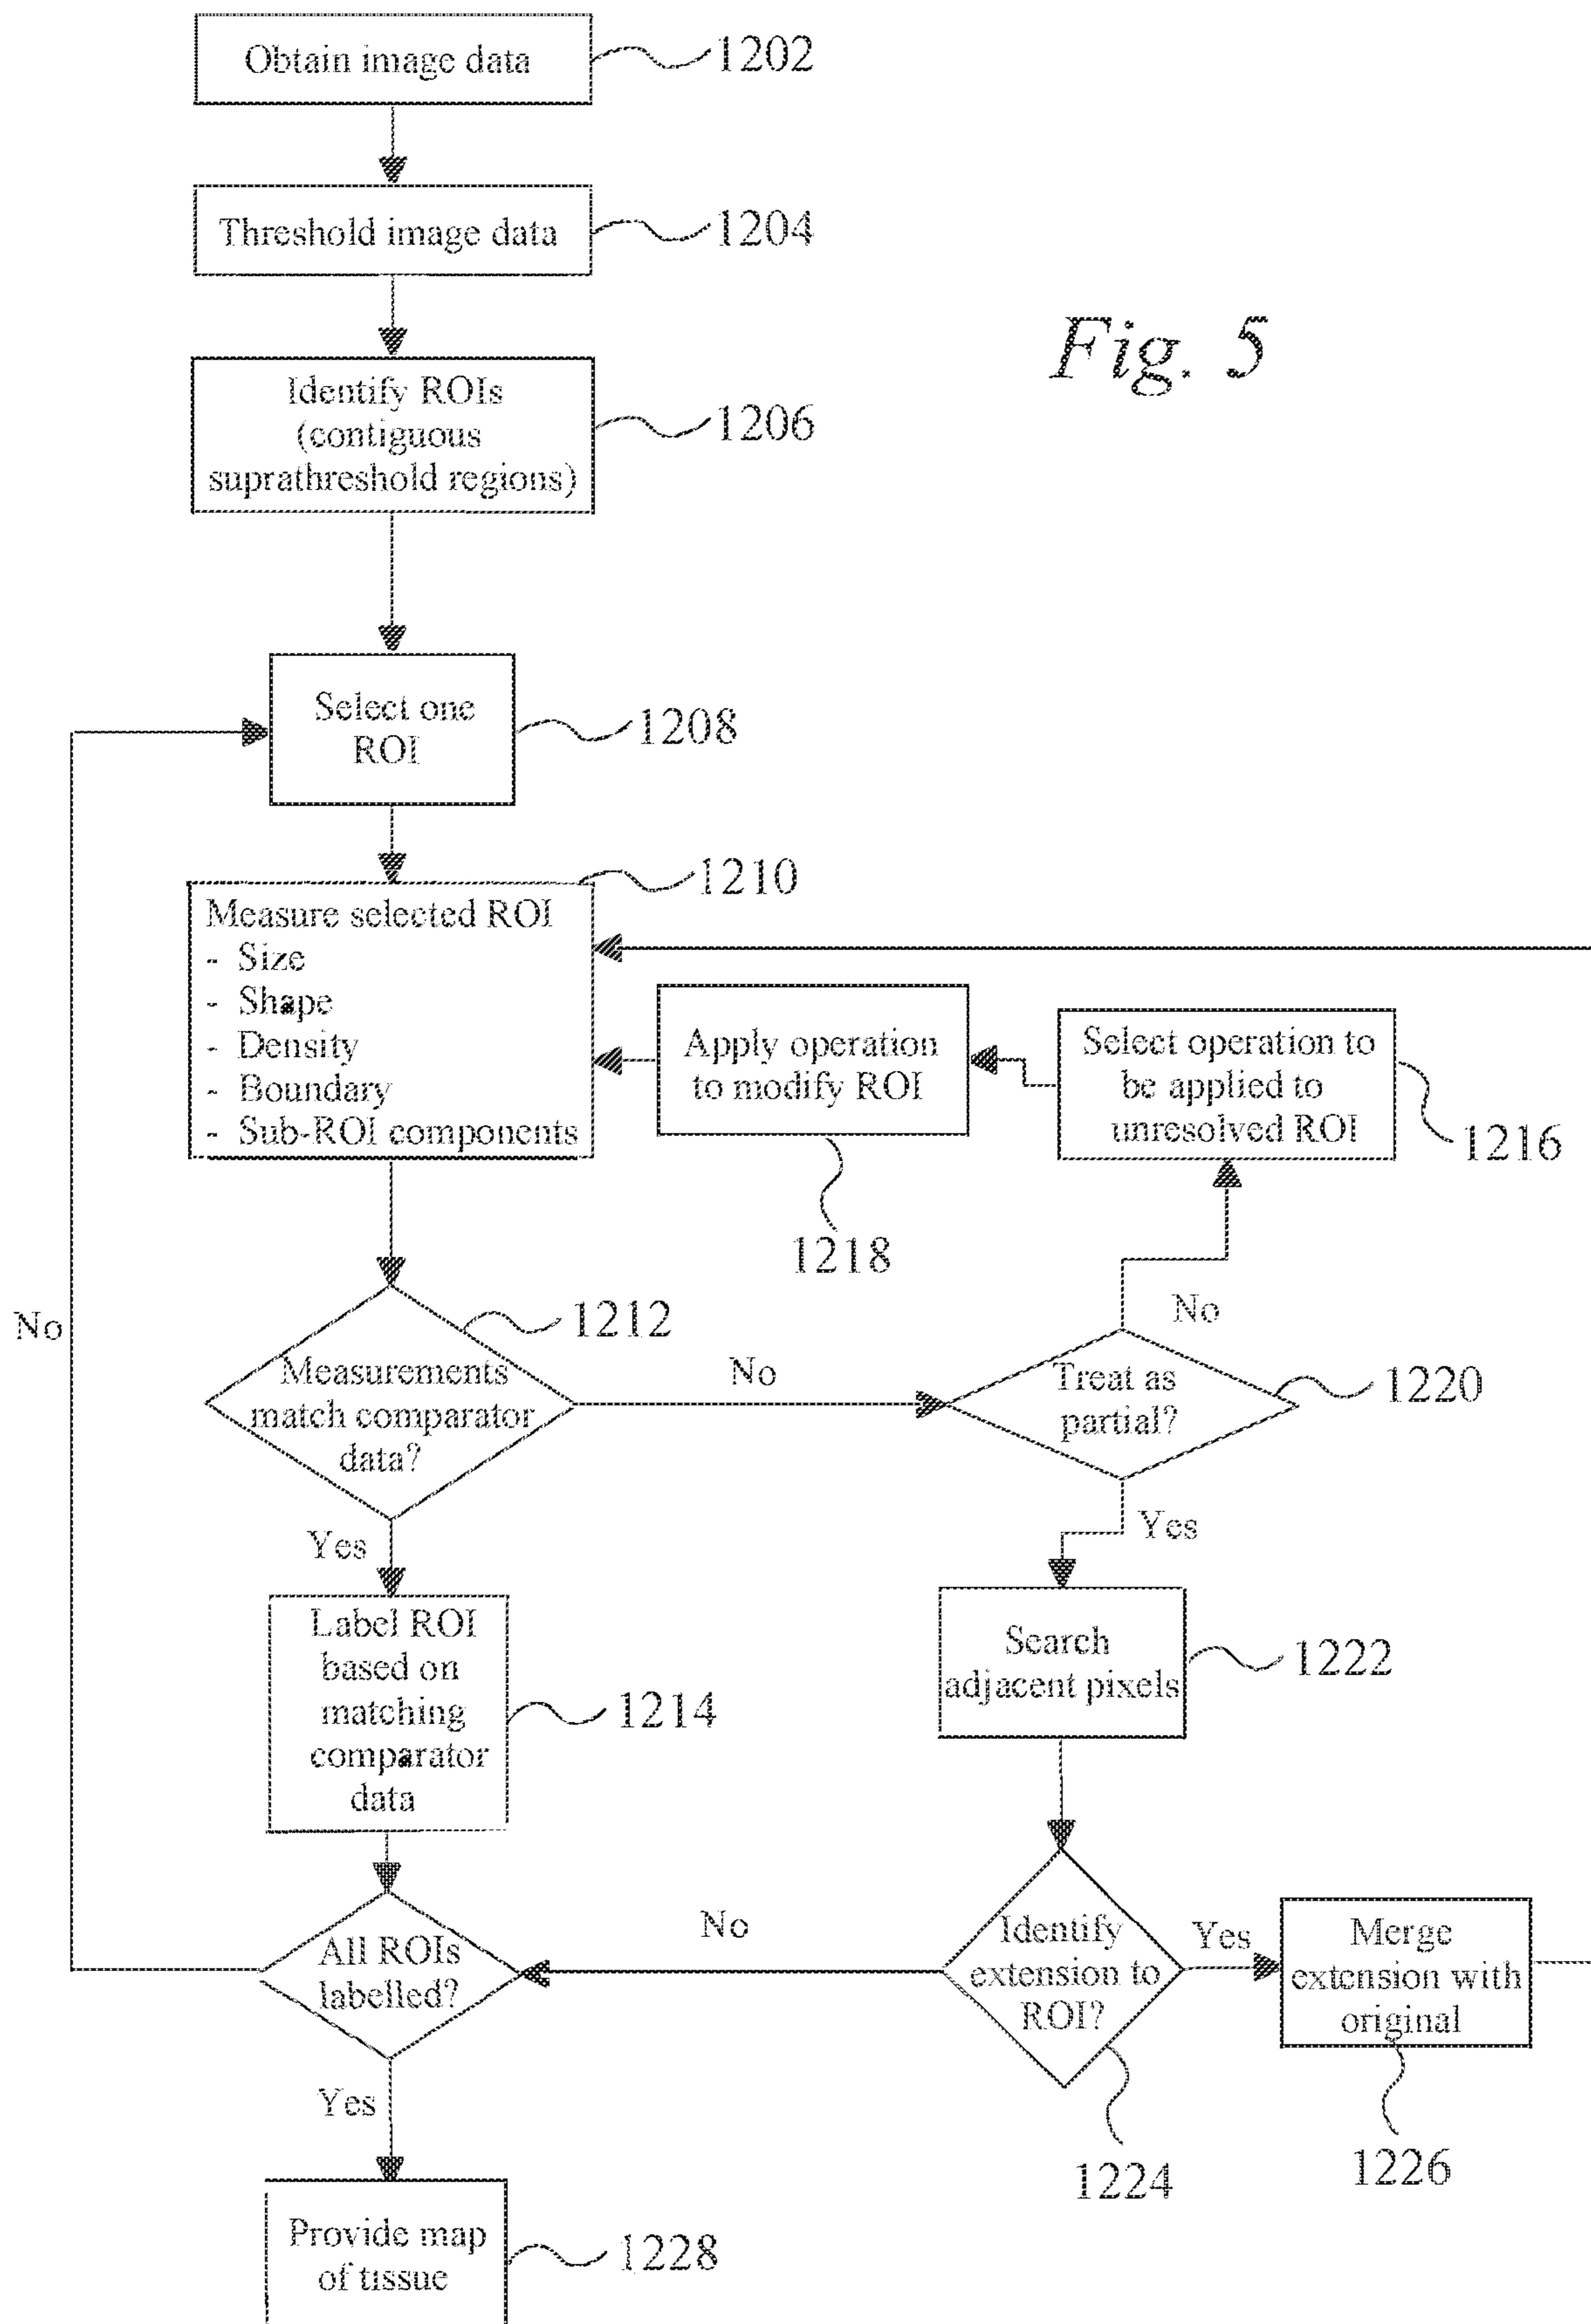 Obtain image data
1202
Threshold image data
1204
Fig. 5
Identify ROIs
(contiguous
suprathreshold regions)
1206
Select one
ROI
1208
1210
Measure selected ROI
- Size
- Shape
- Density
- Boundary
- Sub-ROI components
Apply operation
to modify ROI
1218
Select operation to
be applied to
unresolved ROI
1216
No
1212
Measurements
match comparator
data?
No
No
Treat as
partial?
1220
Yes
Yes
Label ROI
based on
matching
comparator
data
1214
Search
adjacent pixels
1222
All ROIs
labelled?
No
Identify
extension to
ROI?
1224
Yes
Merge
extension with
original
1226
Yes
Provide map
of tissue
1228